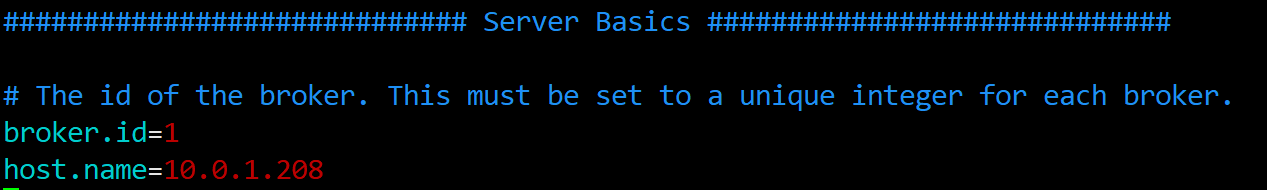 ############################# Server Basics #############################
# The id of the broker. This must be set to a unique integer for each broker.
broker.id=1
host.name=10.0.1.208